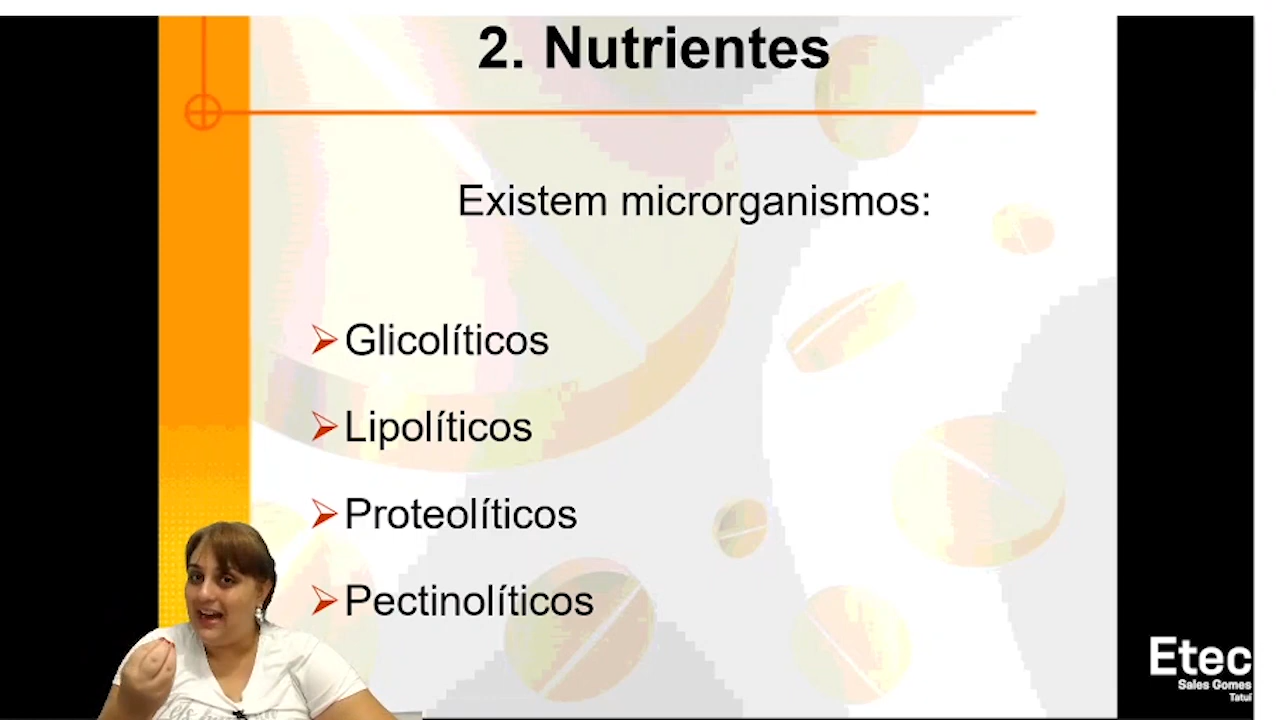 2. Nutrientes
Existem microrganismos:
Glicolíticos
Lipolíticos
Proteolíticos
Pectinolíticos
Etec
Sales Gomes
Tatuí